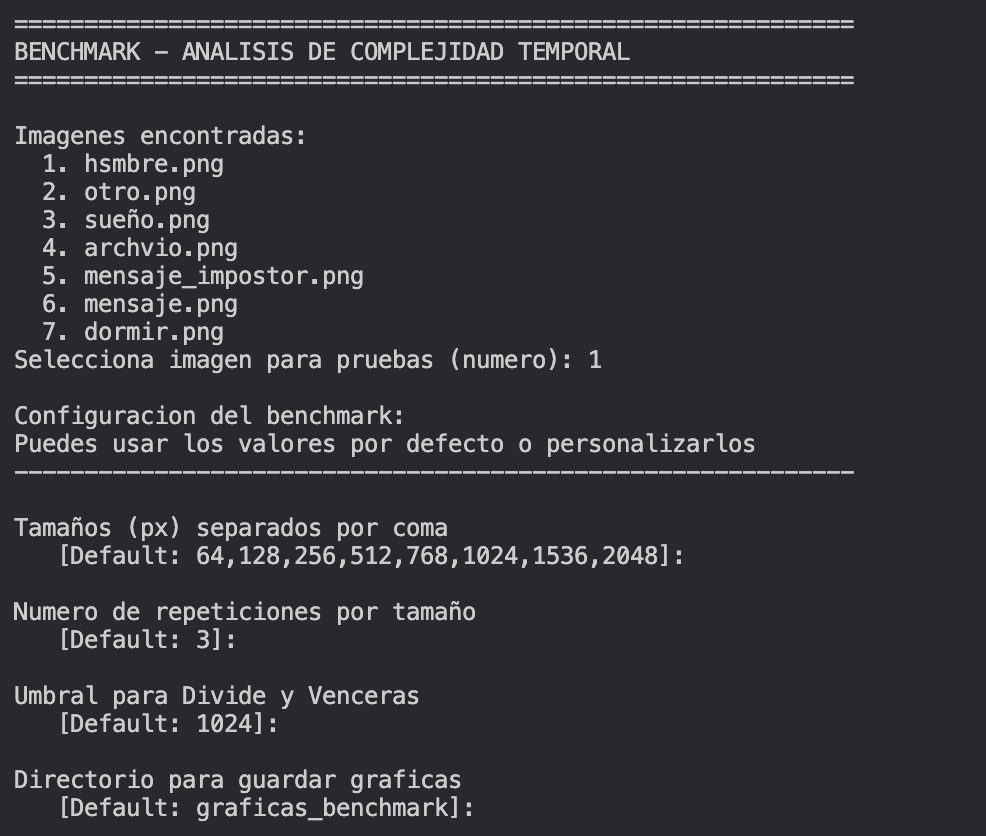 ============================================================
BENCHMARK - ANALISIS DE COMPLEJIDAD TEMPORAL
============================================================
Imagenes encontradas:
1. hsmbre.png
2. otro.png
3. sueño.png
4. archvio.png
5. mensaje_impostor.png
6. mensaje.png
7. dormir.png
Selecciona imagen para pruebas (numero): 1
Configuracion del benchmark:
Puedes usar los valores por defecto o personalizarlos
------------------------------------------------------------
Tamaños (px) separados por coma
[Default: 64,128,256,512,768,1024,1536,2048]:
Numero de repeticiones por tamaño
[Default: 3]:
Umbral para Divide y Venceras
[Default: 1024]:
Directorio para guardar graficas
[Default: graficas_benchmark]: